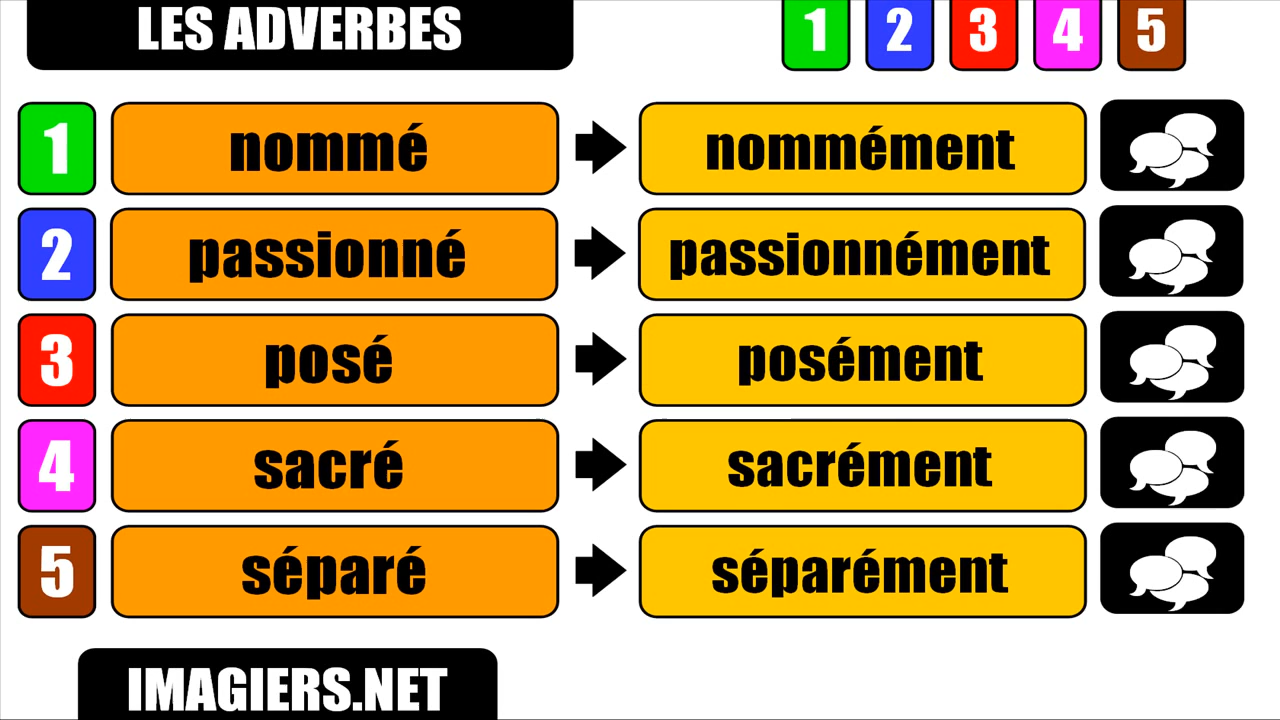 LES ADVERBES
1 2 3 4 5
1 nommé nommément
2 passionné passionnément
3 posé posément
4 sacré sacrément
5 séparé séparément
IMAGIERS.NET